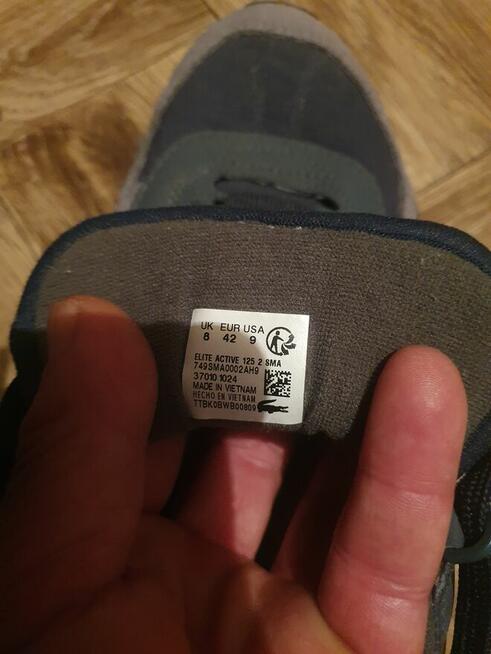 UK EUR USA
8 42 9
ELITE ACTIVE 125 2 SMA
749SMA0002AH9
37010 1024
MADE IN VIETNAM
HECHO EN VIETNAM
TTBK0BWB00809